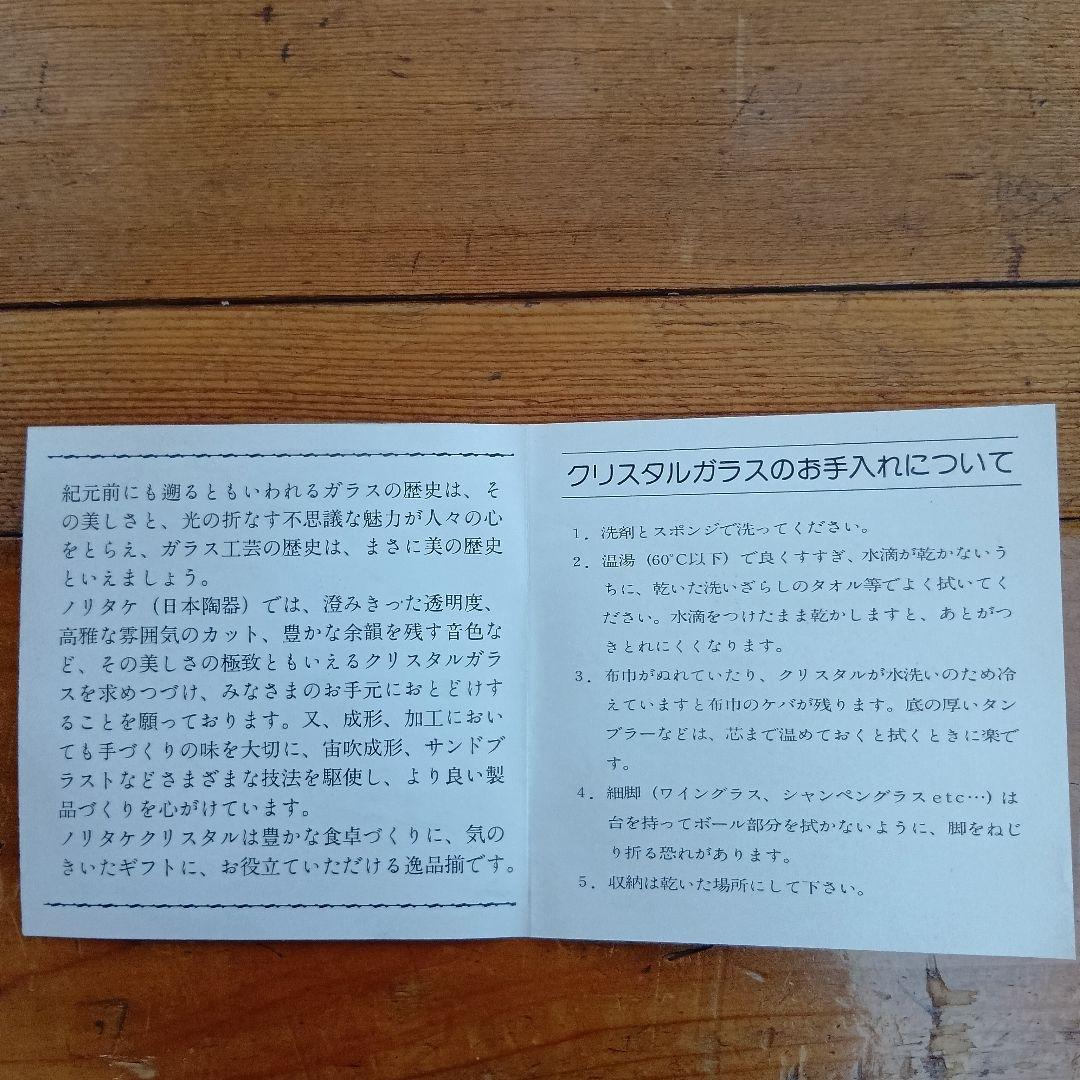 紀元前にも遡るともいわれるガラスの歴史は、そ
の美しさと、光の折なす不思議な魅力が人々の心
をとらえ、ガラス工芸の歴史は、まさに美の歴史
といえましょう。
ノリタケ（日本陶器）では、澄みきった透明度、
高雅な雰囲気のカット、豊かな余韻を残す音色な
ど、その美しさの極致ともいえるクリスタルガラ
スを求めつづけ、みなさまのお手元におとどけす
ることを願っております。又、成形、加工におい
ても手づくりの味を大切に、宙吹成形、サンドブ
ラストなどさまざまな技法を駆使し、より良い製
品づくりを心がけています。
ノリタケクリスタルは豊かな食卓づくりに、気の
きいたギフトに、お役立ていただける逸品揃です。
クリスタルガラスのお手入れについて
1．洗剤とスポンジで洗ってください。
2．温湯（60℃以下）で良くすすぎ、水滴が乾かないう
ちに、乾いた洗いざらしのタオル等でよく拭いてく
ださい。水滴をつけたまま乾かしますと、あとがつ
きとれにくくなります。
3．布巾がぬれていたり、クリスタルが水洗いのため冷
えていますと布巾のケバが残ります。底の厚いタン
ブラーなどは、芯まで温めておくと拭くときに楽で
す。
4．細脚（ワイングラス、シャンペングラスetc…）は
台を持ってボール部分を拭かないように、脚をねじ
り折る恐れがあります。
5．収納は乾いた場所にして下さい。